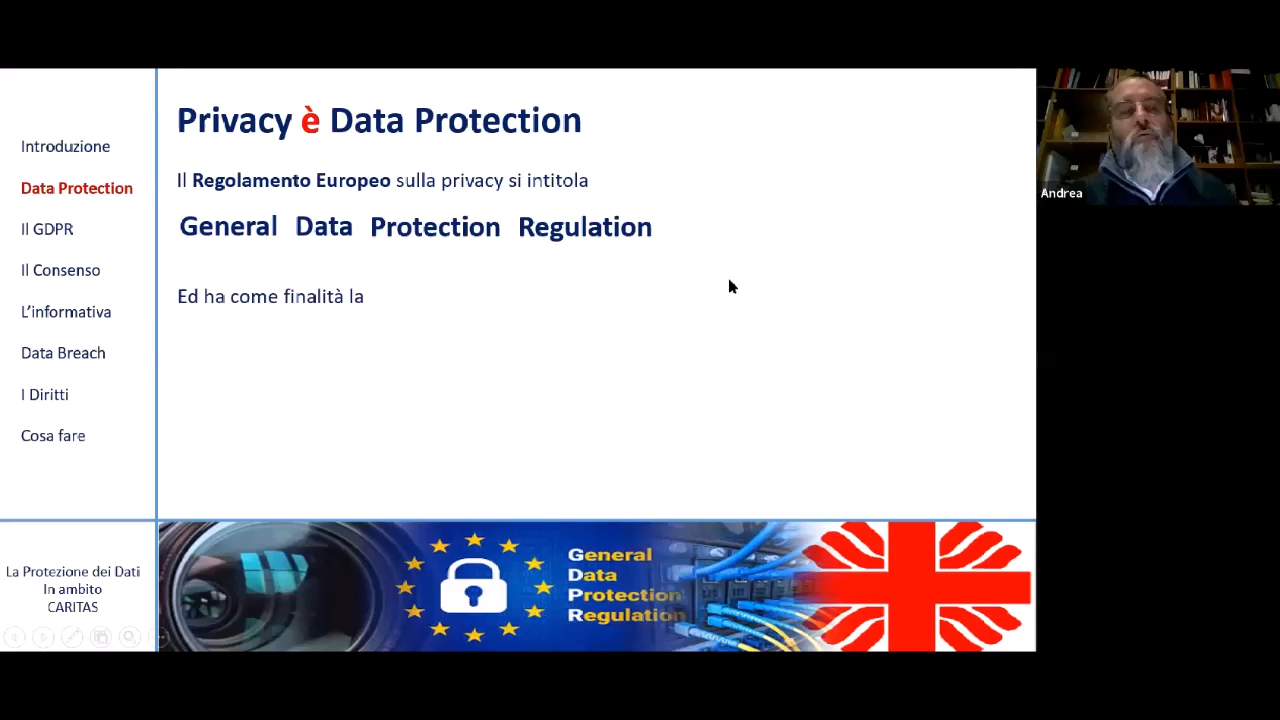 Privacy è Data Protection
Il Regolamento Europeo sulla privacy si intitola
General Data Protection Regulation
Ed ha come finalità la
Introduzione
Data Protection
Il GDPR
Il Consenso
L'informativa
Data Breach
I Diritti
Cosa fare
La Protezione dei Dati
In ambito
CARITAS
General
Data
Protection
Regulation
Andrea